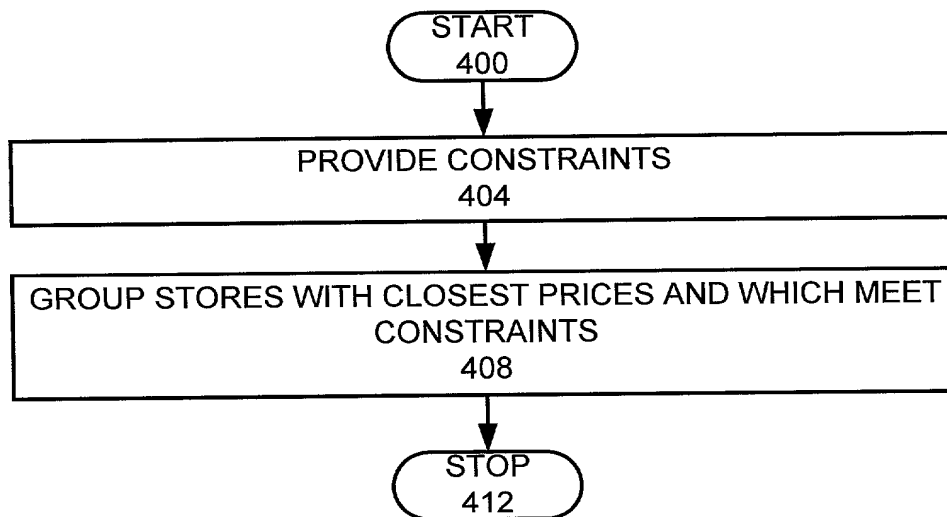 START
400
PROVIDE CONSTRAINTS
404
GROUP STORES WITH CLOSEST PRICES AND WHICH MEET
CONSTRAINTS
408
STOP
412